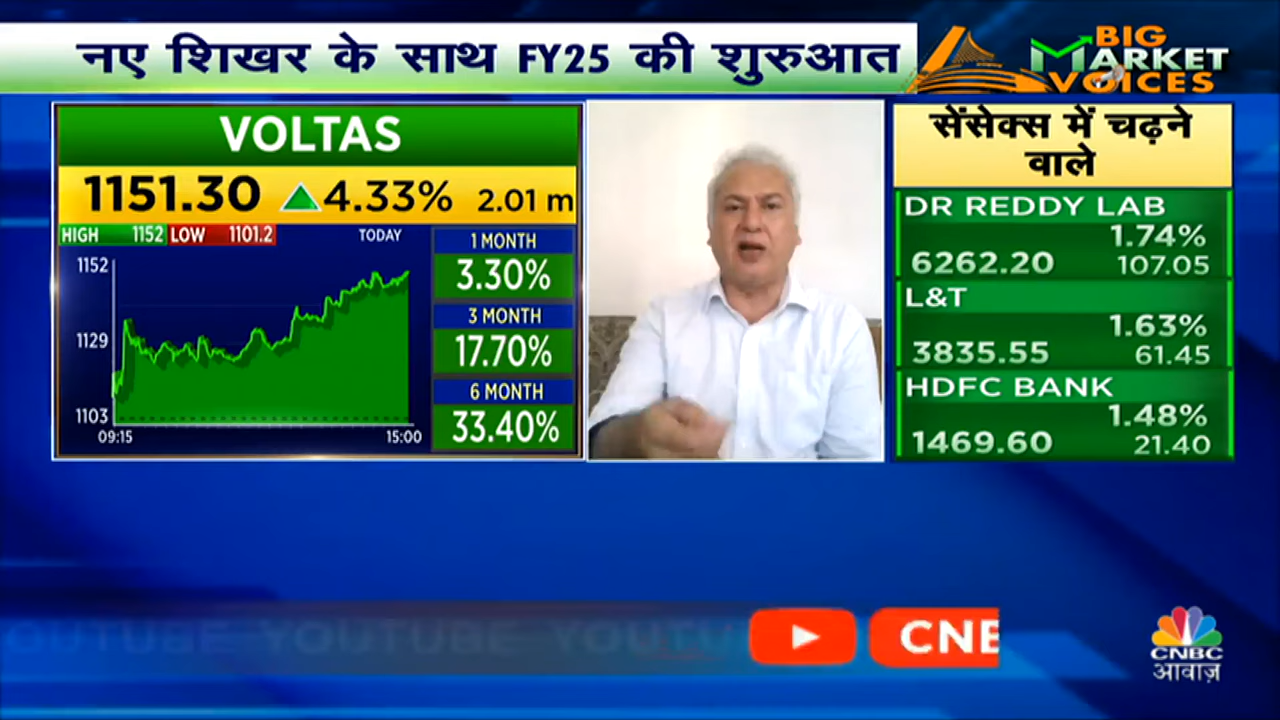 नए शिखर के साथ FY25 की शुरुआत
BIG
MARKET
VOICES
VOLTAS
1151.30 4.33% 2.01 m
HIGH 1152 LOW 1101.2 TODAY
1152
1129
1103
09:15 15:00
1 MONTH
3.30%
3 MONTH
17.70%
6 MONTH
33.40%
सेंसेक्स में चढ़ने
वाले
DR REDDY LAB
1.74%
6262.20 107.05
L&T
1.63%
3835.55 61.45
HDFC BANK
1.48%
1469.60 21.40
OUTUBE YOUTUBE YOUTU
CNB
CNBC
आवाज़